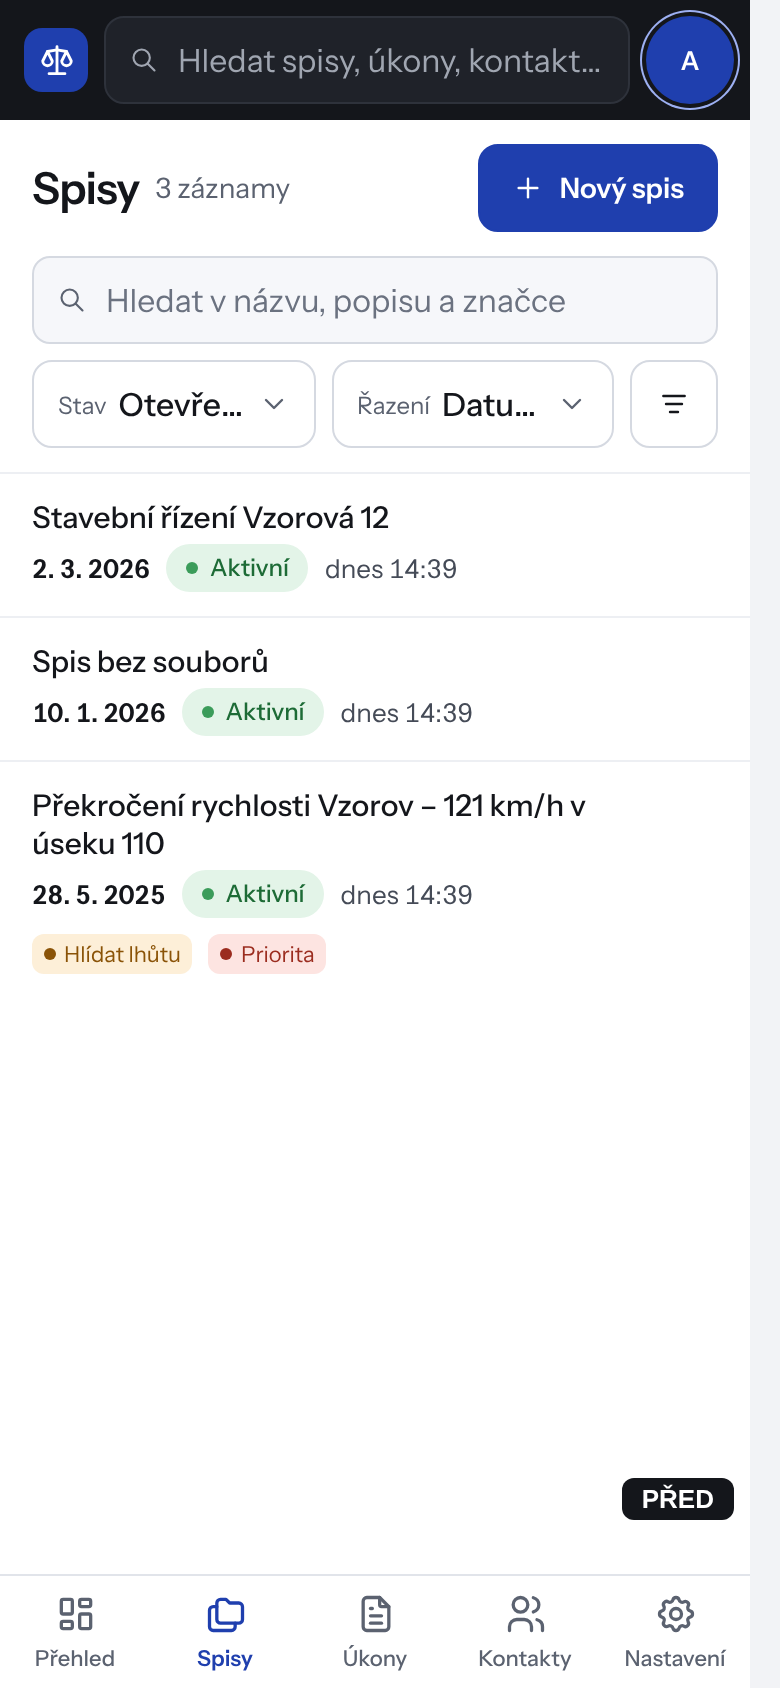 Hledat spisy, úkony, kontakt...
A
Spisy 3 záznamy
Nový spis
Hledat v názvu, popisu a značce
Stav Otevře...
Řazení Datu...
Stavební řízení Vzorová 12
2. 3. 2026 Aktivní dnes 14:39
Spis bez souborů
10. 1. 2026 Aktivní dnes 14:39
Překročení rychlosti Vzorov – 121 km/h v
úseku 110
28. 5. 2025 Aktivní dnes 14:39
Hlídat lhůtu Priorita
PŘED
Přehled Spisy Úkony Kontakty Nastavení